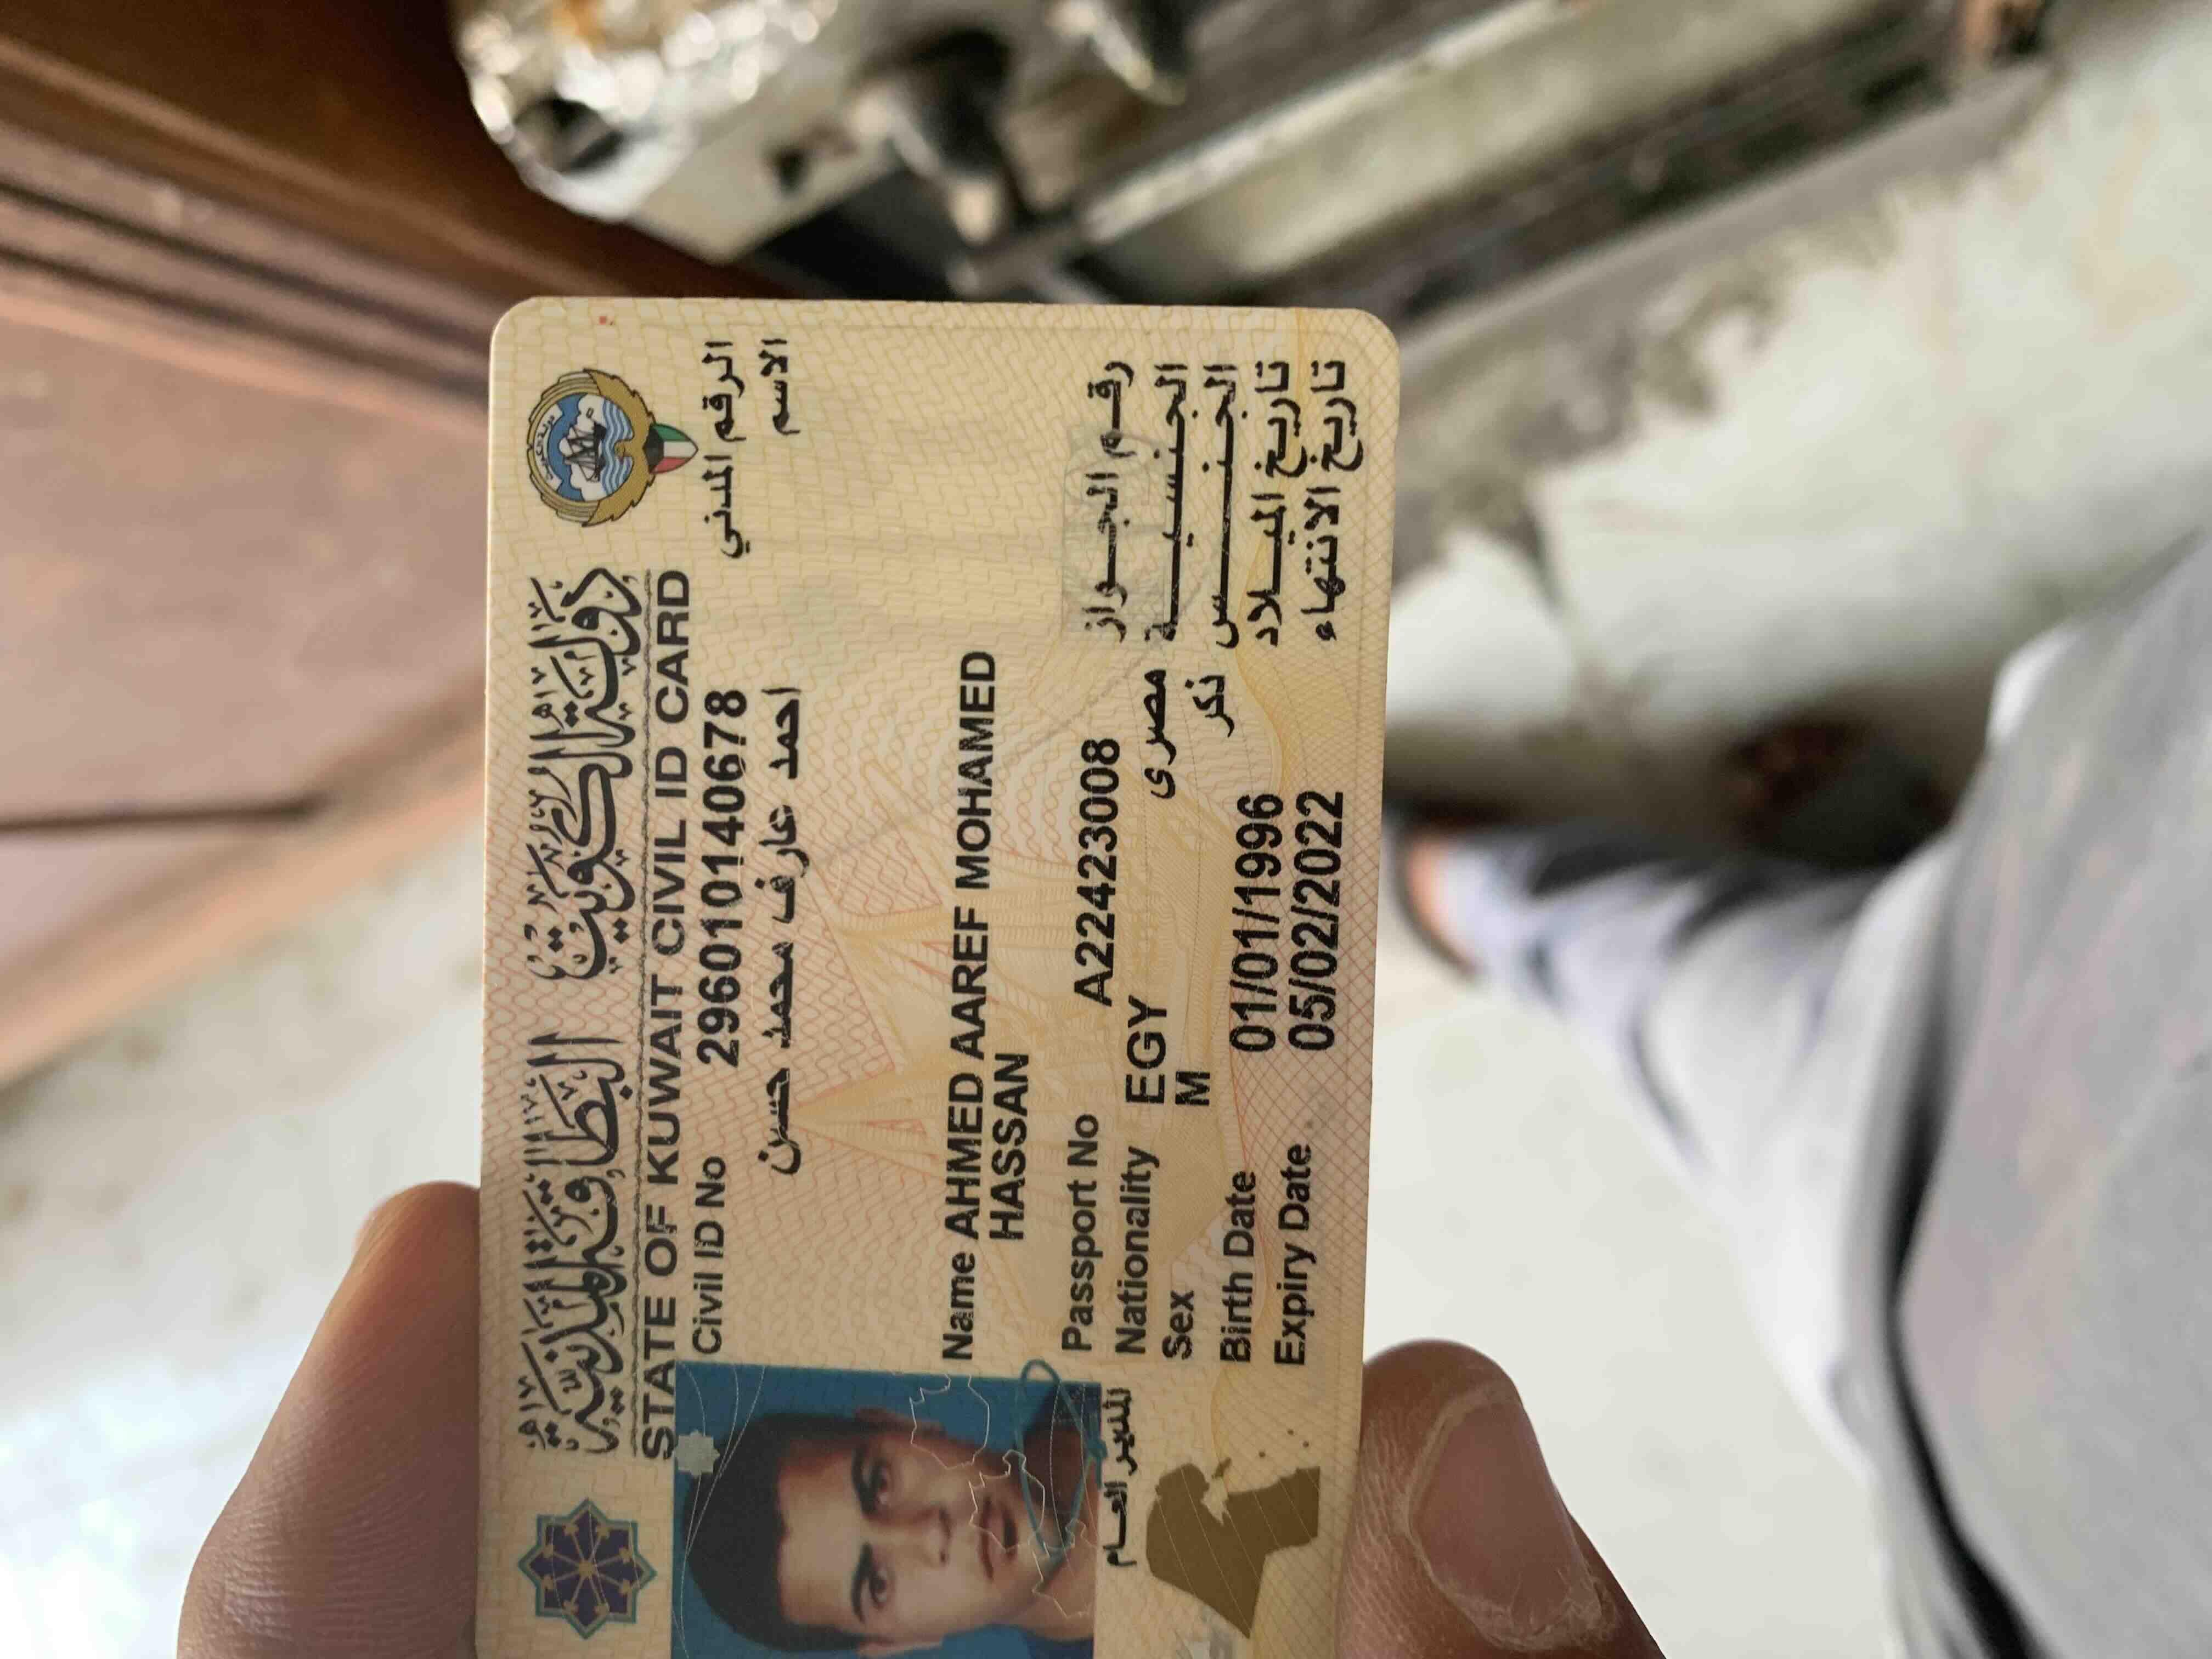 دولة الكويت البطاقة المدنية
STATE OF KUWAIT CIVIL ID CARD
Civil ID No 296010140678 الرقم المدني
احمد عارف محمد حسن الاسم
Name AHMED AAREF MOHAMED
HASSAN
Passport No A22423008 رقم الجواز
Nationality EGY مصرى الجنسية
Sex M ذكر الجنس
Birth Date 01/01/1996 تاريخ الميلاد
Expiry Date 05/02/2022 تاريخ الانتهاء
المدير العام